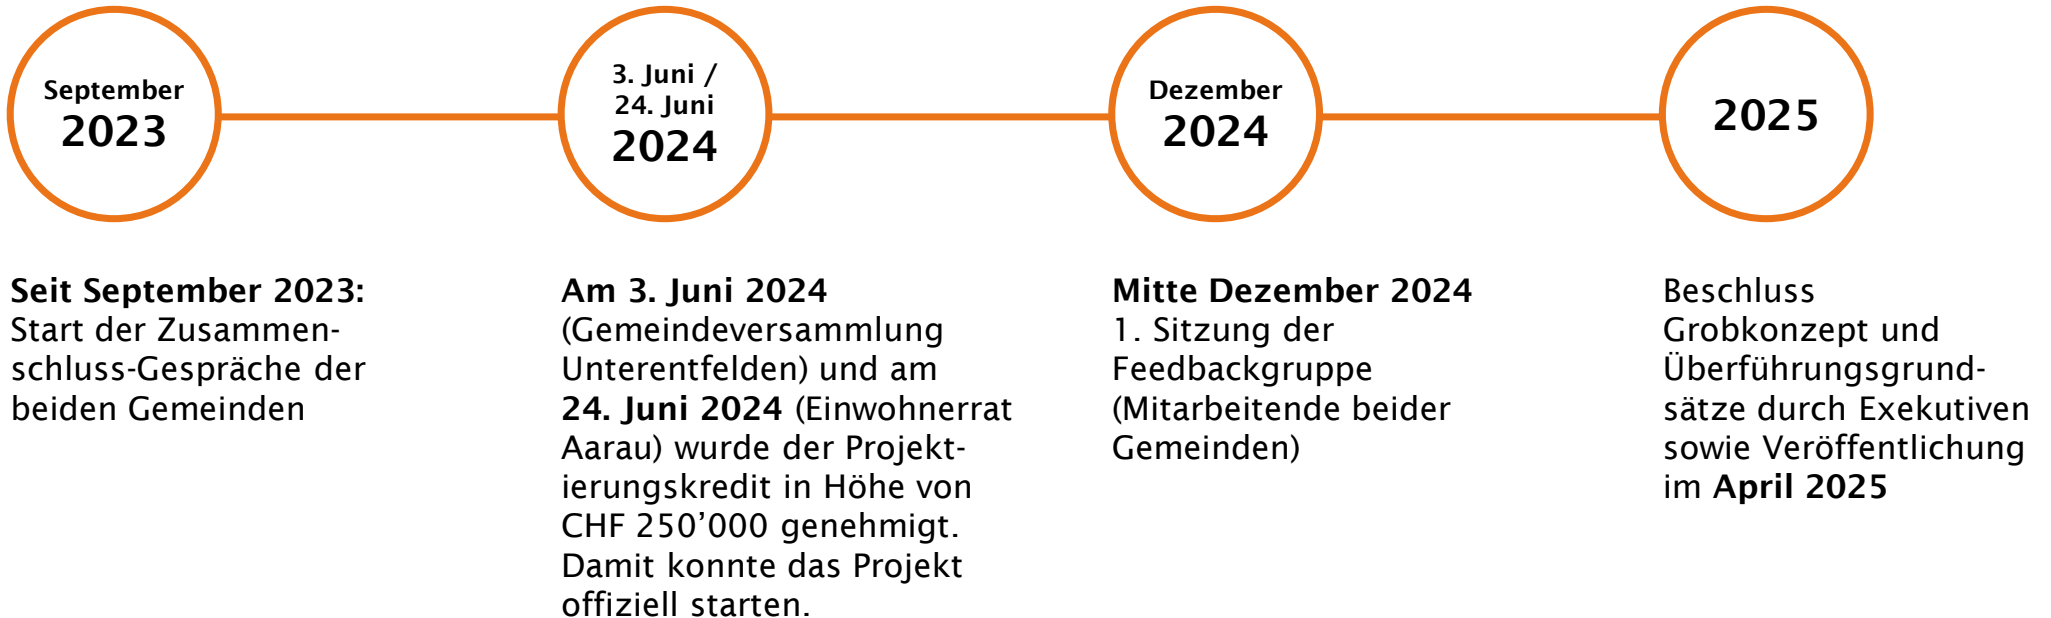 September
2023
3. Juni /
24. Juni
2024
Dezember
2024
2025
Seit September 2023:
Start der Zusammen-
schluss-Gespräche der
beiden Gemeinden
Am 3. Juni 2024
(Gemeindeversammlung
Unterentfelden) und am
24. Juni 2024 (Einwohnerrat
Aarau) wurde der Projekt-
ierungskredit in Höhe von
CHF 250’000 genehmigt.
Damit konnte das Projekt
offiziell starten.
Mitte Dezember 2024
1. Sitzung der
Feedbackgruppe
(Mitarbeitende beider
Gemeinden)
Beschluss
Grobkonzept und
Überführungsgrund-
sätze durch Exekutiven
sowie Veröffentlichung
im April 2025